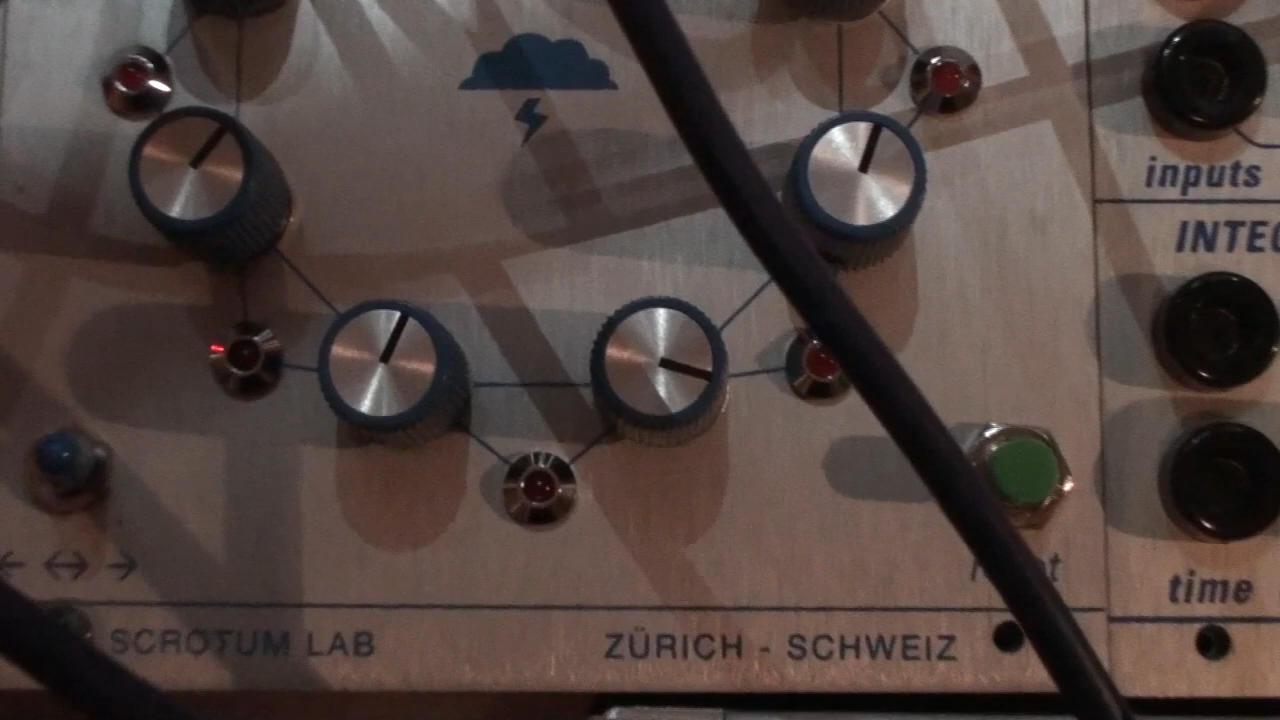 inputs
INTEG
time
← ↔ →
SCROTUM LAB
ZÜRICH - SCHWEIZ